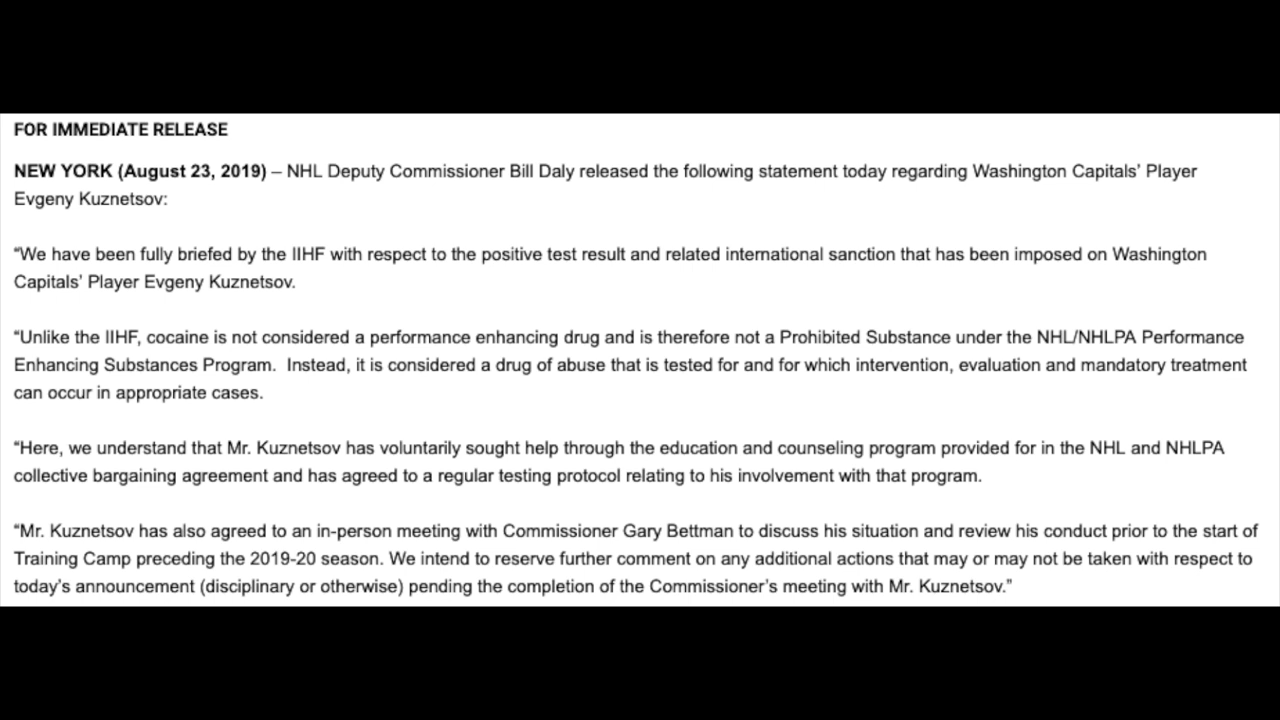 FOR IMMEDIATE RELEASE
NEW YORK (August 23, 2019) – NHL Deputy Commissioner Bill Daly released the following statement today regarding Washington Capitals’ Player
Evgeny Kuznetsov:
“We have been fully briefed by the IIHF with respect to the positive test result and related international sanction that has been imposed on Washington
Capitals’ Player Evgeny Kuznetsov.
“Unlike the IIHF, cocaine is not considered a performance enhancing drug and is therefore not a Prohibited Substance under the NHL/NHLPA Performance
Enhancing Substances Program.  Instead, it is considered a drug of abuse that is tested for and for which intervention, evaluation and mandatory treatment
can occur in appropriate cases.
“Here, we understand that Mr. Kuznetsov has voluntarily sought help through the education and counseling program provided for in the NHL and NHLPA
collective bargaining agreement and has agreed to a regular testing protocol relating to his involvement with that program.
“Mr. Kuznetsov has also agreed to an in-person meeting with Commissioner Gary Bettman to discuss his situation and review his conduct prior to the start of
Training Camp preceding the 2019-20 season. We intend to reserve further comment on any additional actions that may or may not be taken with respect to
today’s announcement (disciplinary or otherwise) pending the completion of the Commissioner’s meeting with Mr. Kuznetsov.”